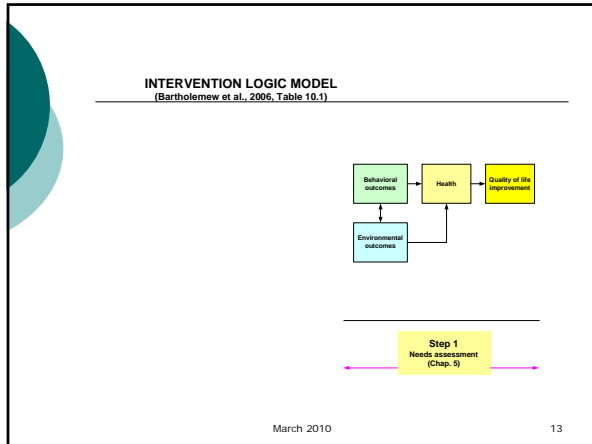 INTERVENTION LOGIC MODEL
(Bartholemew et al., 2006, Table 10.1)
Behavioral
outcomes
Health
Quality of life
improvement
Environmental
outcomes
Step 1
Needs assessment
(Chap. 5)
March 2010
13